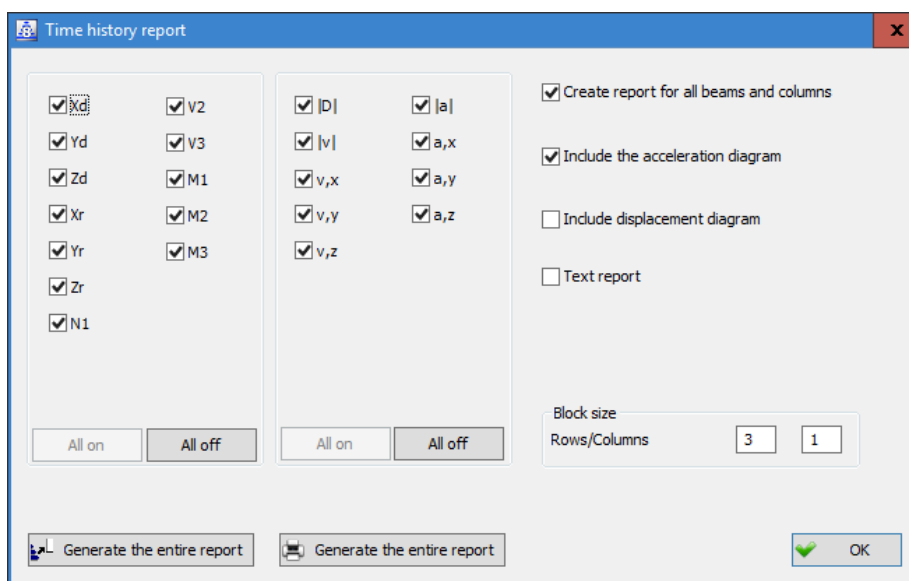 Time history report
x
Xd
V2
Yd
V3
Zd
M1
Xr
M2
Yr
M3
Zr
N1
All on
All off
|D|
|a|
|v|
a,x
v,x
a,y
v,y
a,z
v,z
All on
All off
Create report for all beams and columns
Include the acceleration diagram
Include displacement diagram
Text report
Block size
Rows/Columns 3 1
Generate the entire report
Generate the entire report
OK